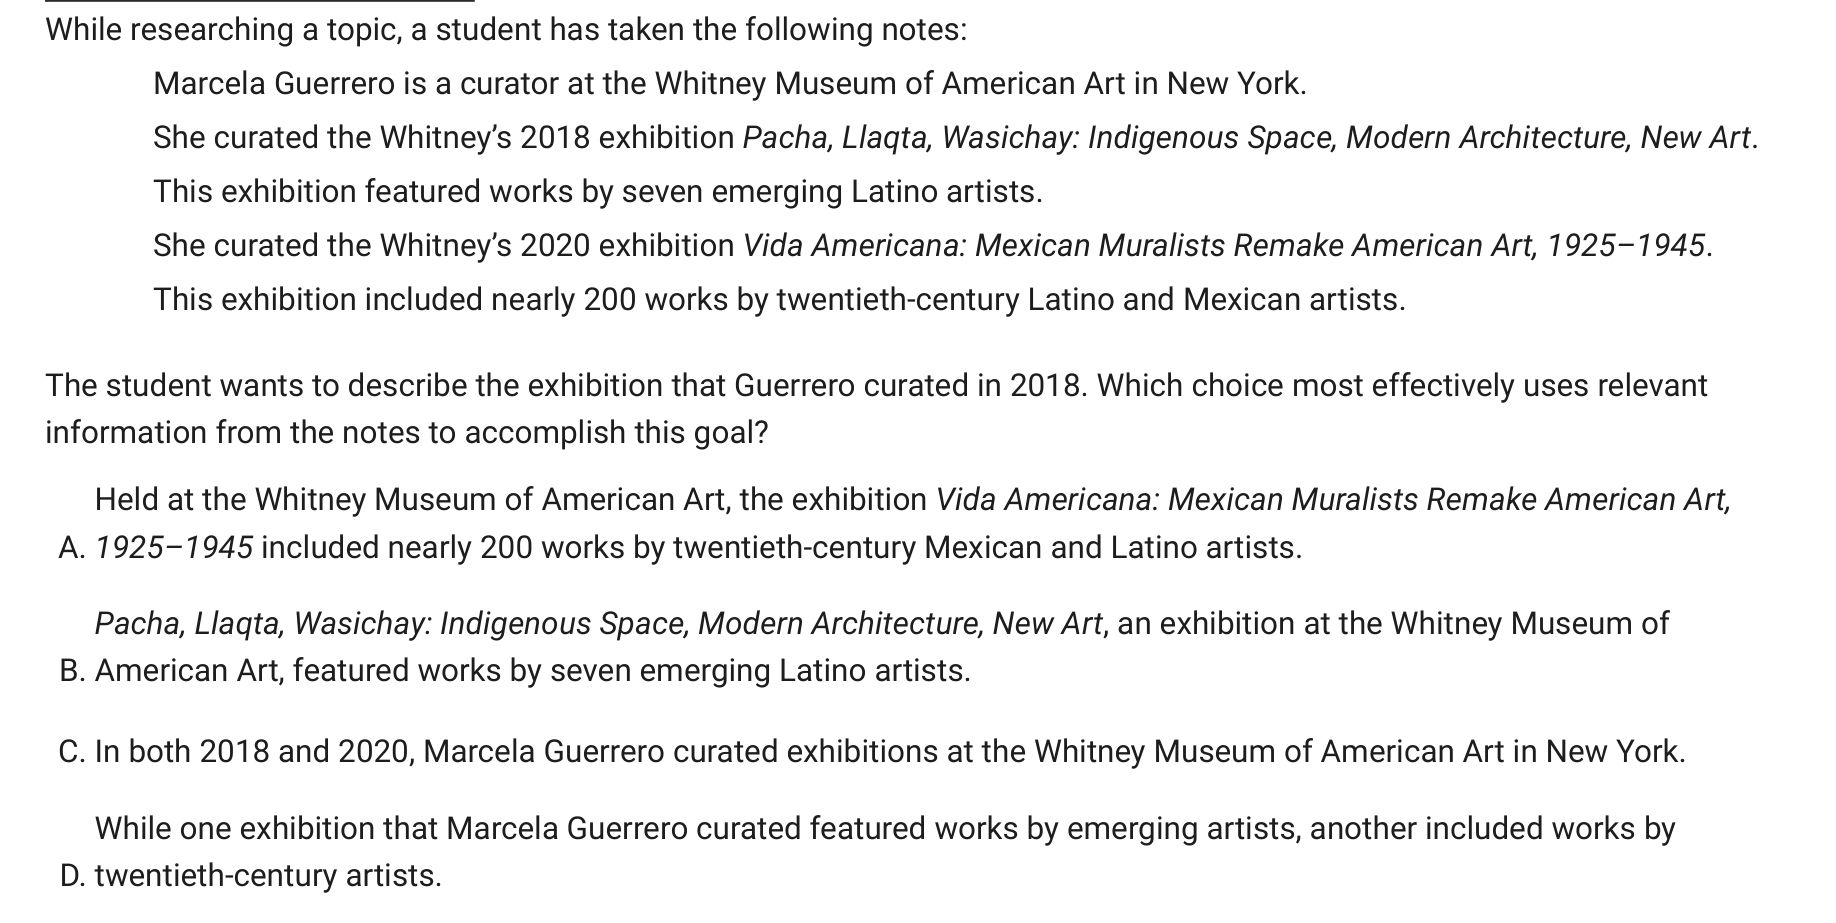 While researching a topic, a student has taken the following notes:
Marcela Guerrero is a curator at the Whitney Museum of American Art in New York.
She curated the Whitney’s 2018 exhibition Pacha, Llaqta, Wasichay: Indigenous Space, Modern Architecture, New Art.
This exhibition featured works by seven emerging Latino artists.
She curated the Whitney’s 2020 exhibition Vida Americana: Mexican Muralists Remake American Art, 1925–1945.
This exhibition included nearly 200 works by twentieth-century Latino and Mexican artists.
The student wants to describe the exhibition that Guerrero curated in 2018. Which choice most effectively uses relevant
information from the notes to accomplish this goal?
Held at the Whitney Museum of American Art, the exhibition Vida Americana: Mexican Muralists Remake American Art,
A. 1925–1945 included nearly 200 works by twentieth-century Mexican and Latino artists.
Pacha, Llaqta, Wasichay: Indigenous Space, Modern Architecture, New Art, an exhibition at the Whitney Museum of
B. American Art, featured works by seven emerging Latino artists.
C. In both 2018 and 2020, Marcela Guerrero curated exhibitions at the Whitney Museum of American Art in New York.
While one exhibition that Marcela Guerrero curated featured works by emerging artists, another included works by
D. twentieth-century artists.